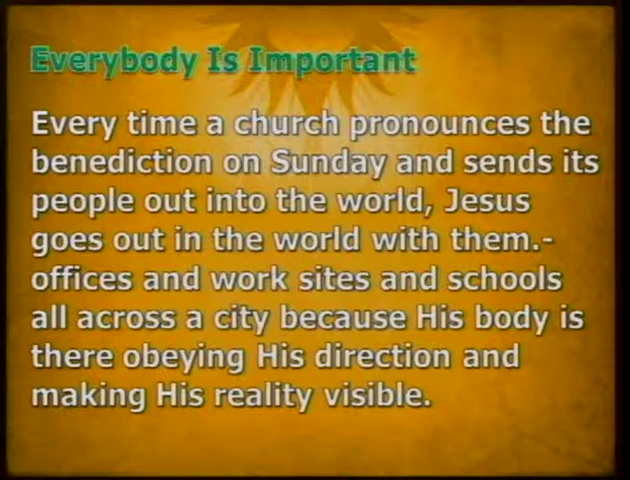 Everybody Is Important
Every time a church pronounces the
benediction on Sunday and sends its
people out into the world, Jesus
goes out in the world with them.-
offices and work sites and schools
all across a city because His body is
there obeying His direction and
making His reality visible.